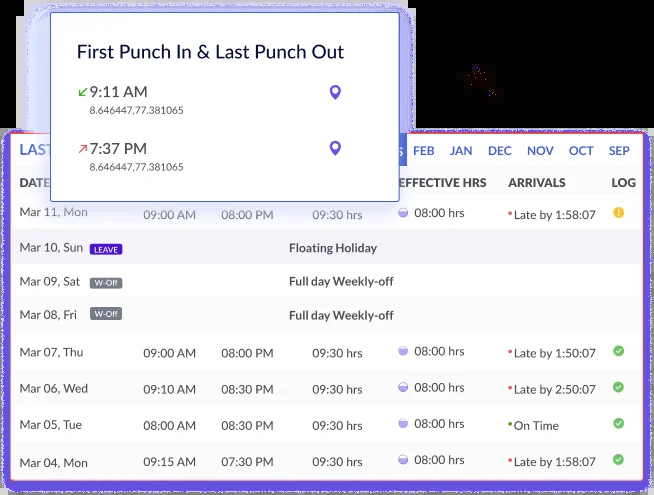 First Punch In & Last Punch Out
9:11 AM
8.646447,77.381065
7:37 PM
8.646447,77.381065
LAST S FEB JAN DEC NOV OCT SEP
DATE EFFECTIVE HRS ARRIVALS LOG
Mar 11, Mon 09:00 AM 08:00 PM 09:30 hrs 08:00 hrs Late by 1:58:07
Mar 10, Sun LEAVE Floating Holiday
Mar 09, Sat W-Off Full day Weekly-off
Mar 08, Fri W-Off Full day Weekly-off
Mar 07, Thu 09:00 AM 08:00 PM 09:30 hrs 08:00 hrs Late by 1:50:07
Mar 06, Wed 09:10 AM 08:30 PM 09:30 hrs 08:00 hrs Late by 2:50:07
Mar 05, Tue 08:00 AM 08:30 PM 09:30 hrs 08:00 hrs On Time
Mar 04, Mon 09:15 AM 07:30 PM 09:30 hrs 08:00 hrs Late by 1:58:07